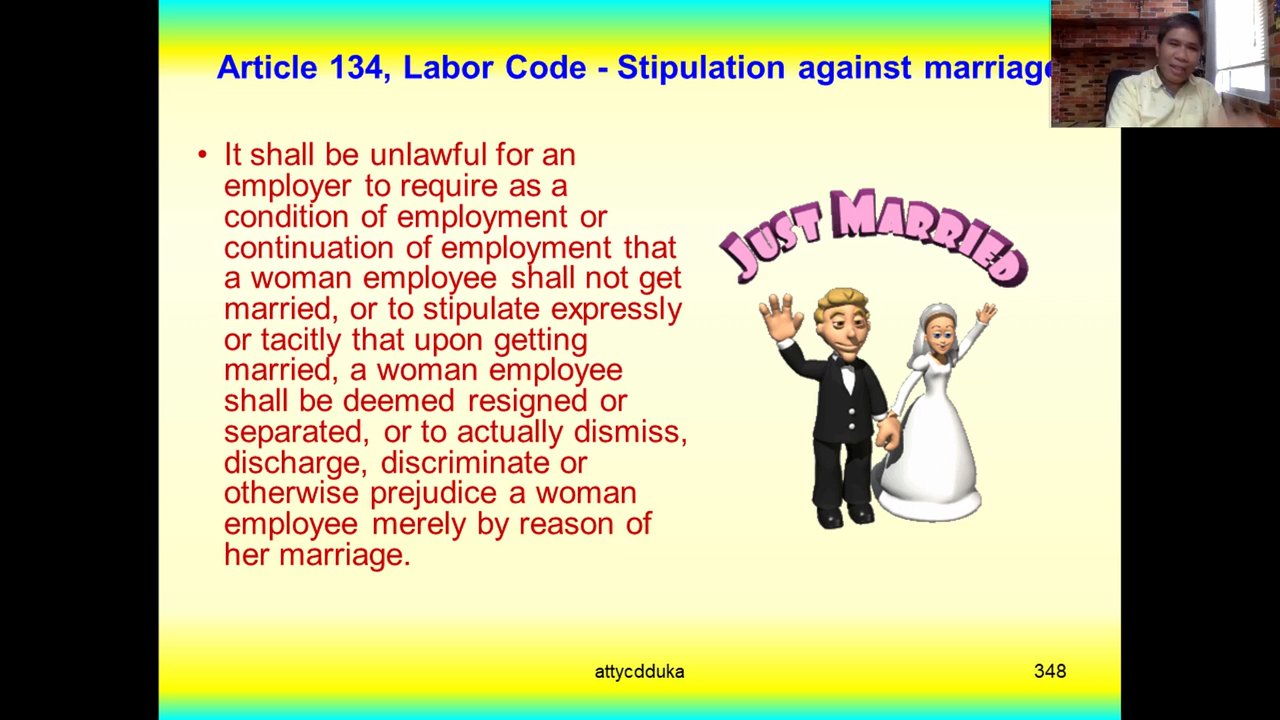 Article 134, Labor Code - Stipulation against marriage
• It shall be unlawful for an
employer to require as a
condition of employment or
continuation of employment that
a woman employee shall not get
married, or to stipulate expressly
or tacitly that upon getting
married, a woman employee
shall be deemed resigned or
separated, or to actually dismiss,
discharge, discriminate or
otherwise prejudice a woman
employee merely by reason of
her marriage.
JUST MARRIED
attycdduka
348